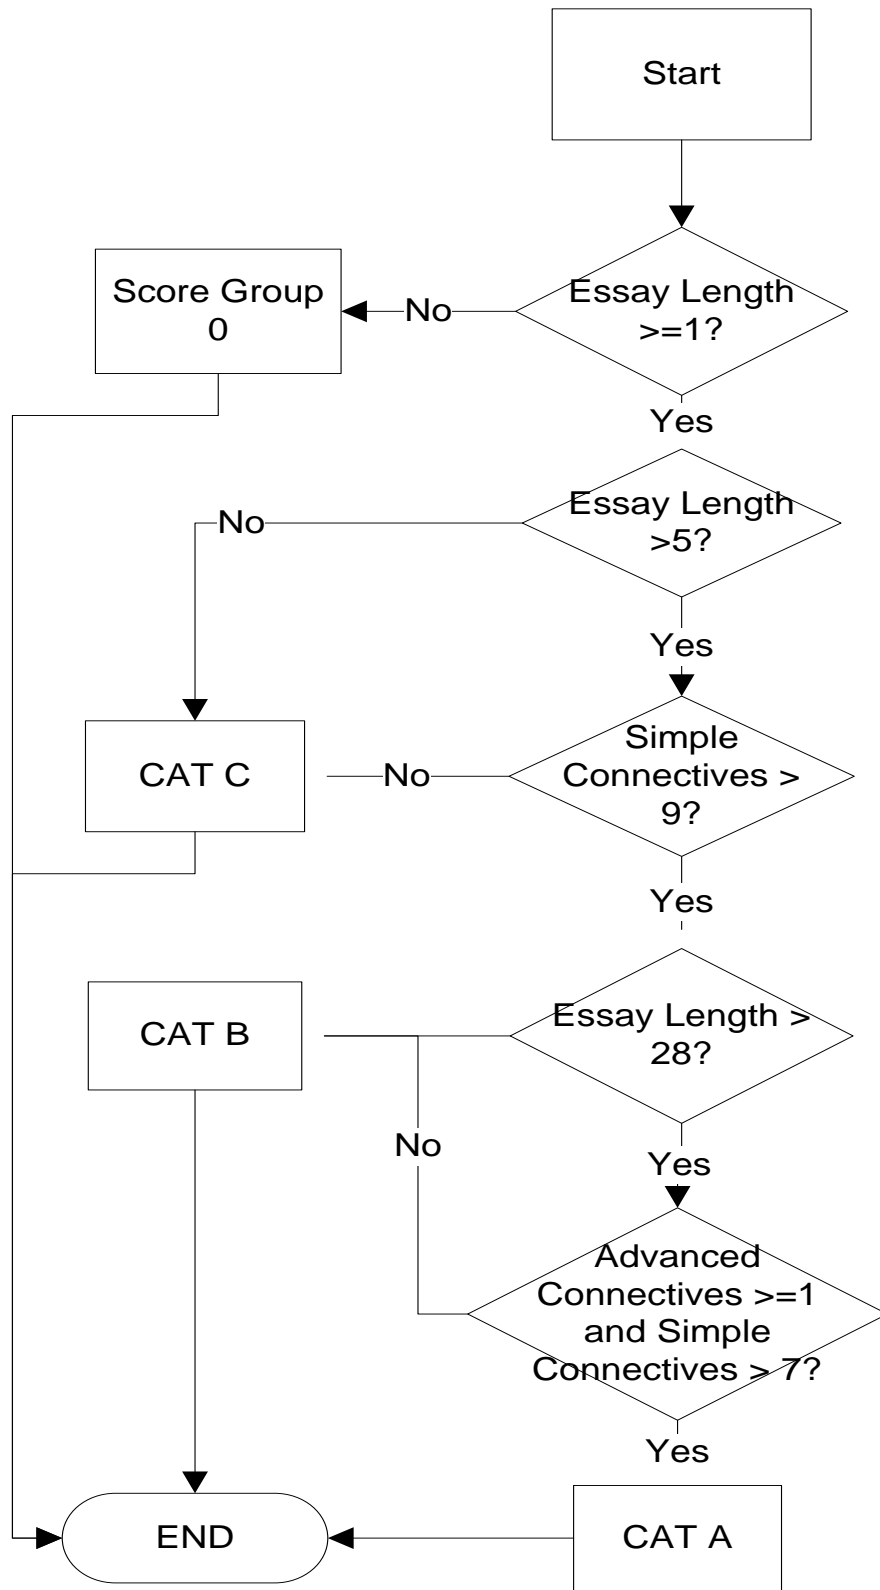 Start
Essay Length
>=1?
No
Score Group
0
Yes
Essay Length
>5?
No
Yes
Simple
Connectives >
9?
No
CAT C
Yes
Essay Length >
28?
CAT B
No
Yes
Advanced
Connectives >=1
and Simple
Connectives > 7?
Yes
CAT A
END